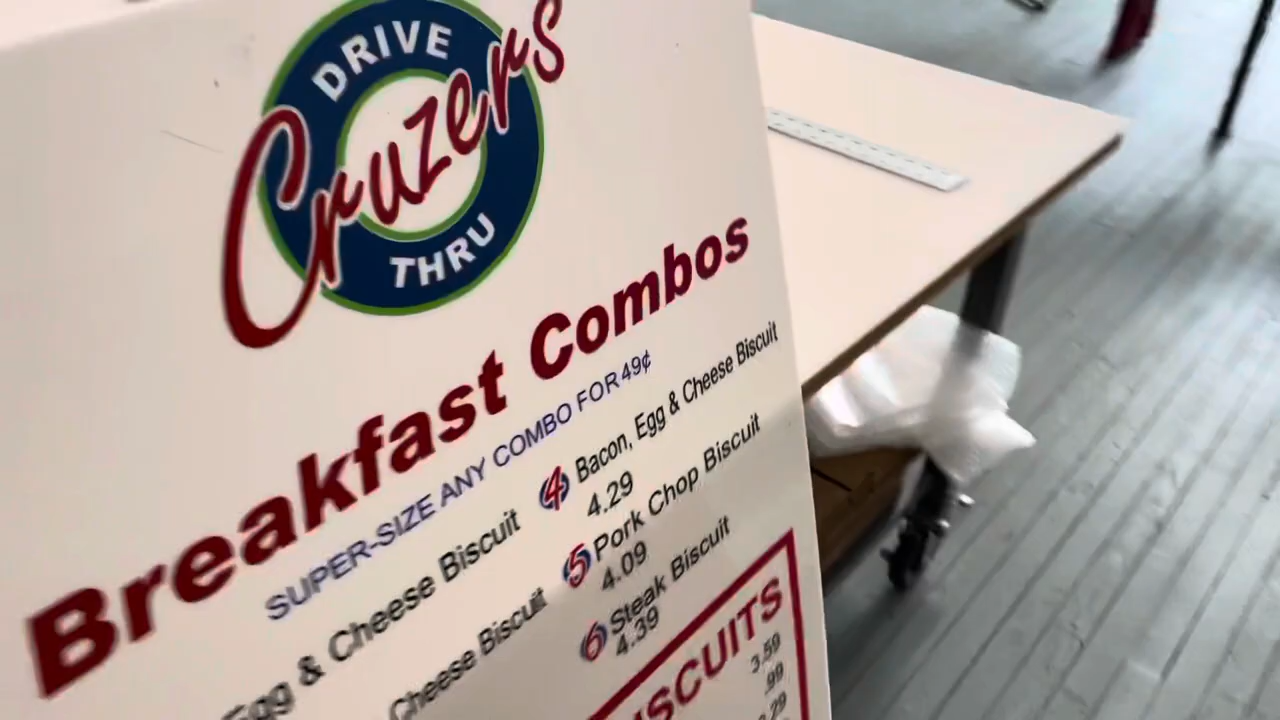 DRIVE
Cruzers
THRU
Breakfast Combos
SUPER-SIZE ANY COMBO FOR 49¢
Egg & Cheese Biscuit
Cheese Biscuit
4 Bacon, Egg & Cheese Biscuit
4.29
5 Pork Chop Biscuit
4.09
6 Steak Biscuit
4.39
ISCUITS
3.59
.99